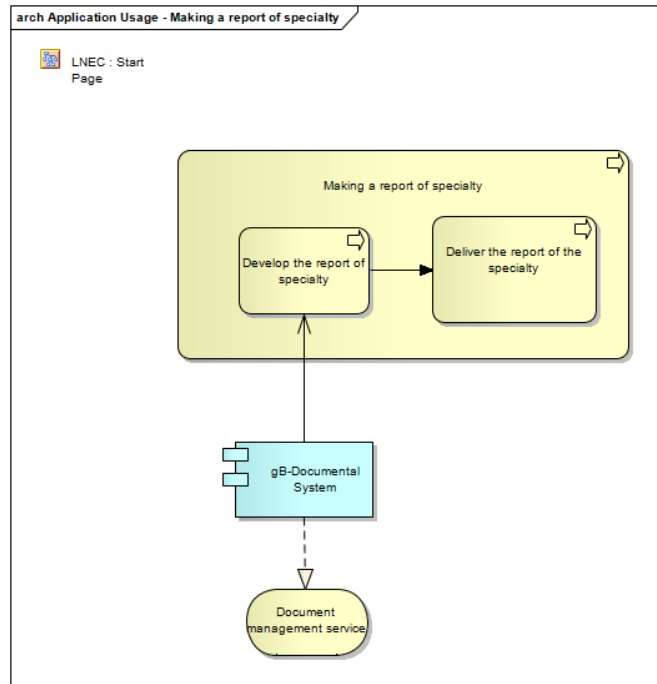 arch Application Usage - Making a report of specialty
LNEC : Start
Page
Making a report of specialty
Develop the report of
specialty
Deliver the report of the
specialty
gB-Documental
System
Document
management service